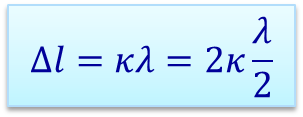 Δl = κλ = 2κ λ/2